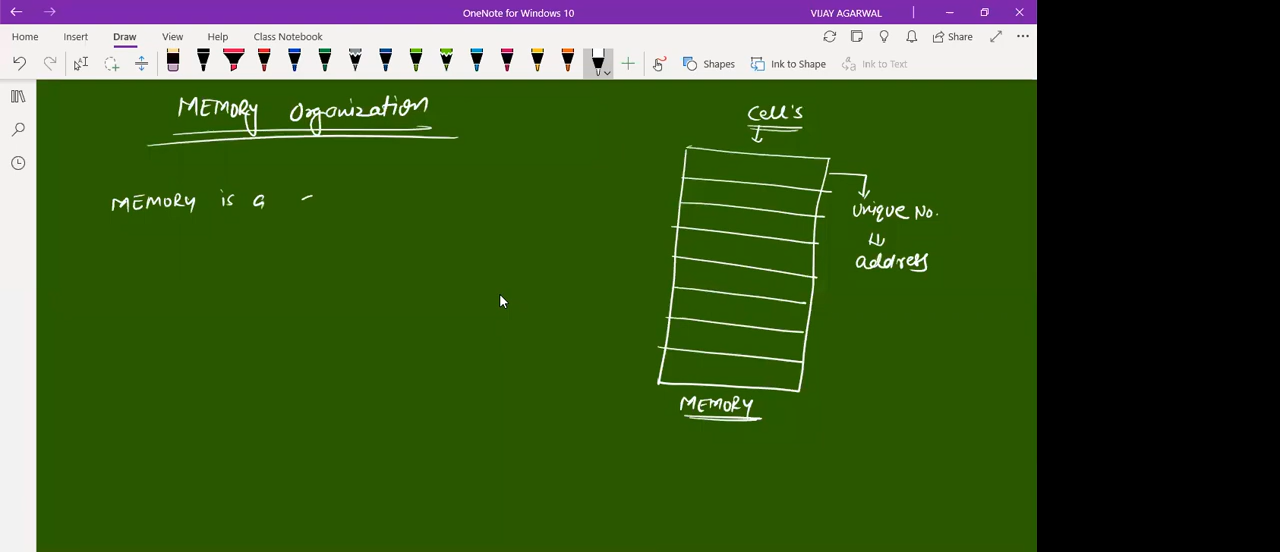 OneNote for Windows 10
VIJAY AGARWAL
Home Insert Draw View Help Class Notebook
Share
Shapes Ink to Shape Ink to Text
MEMORY Organization
Cell's
MEMORY is a
Unique No.
address
MEMORY